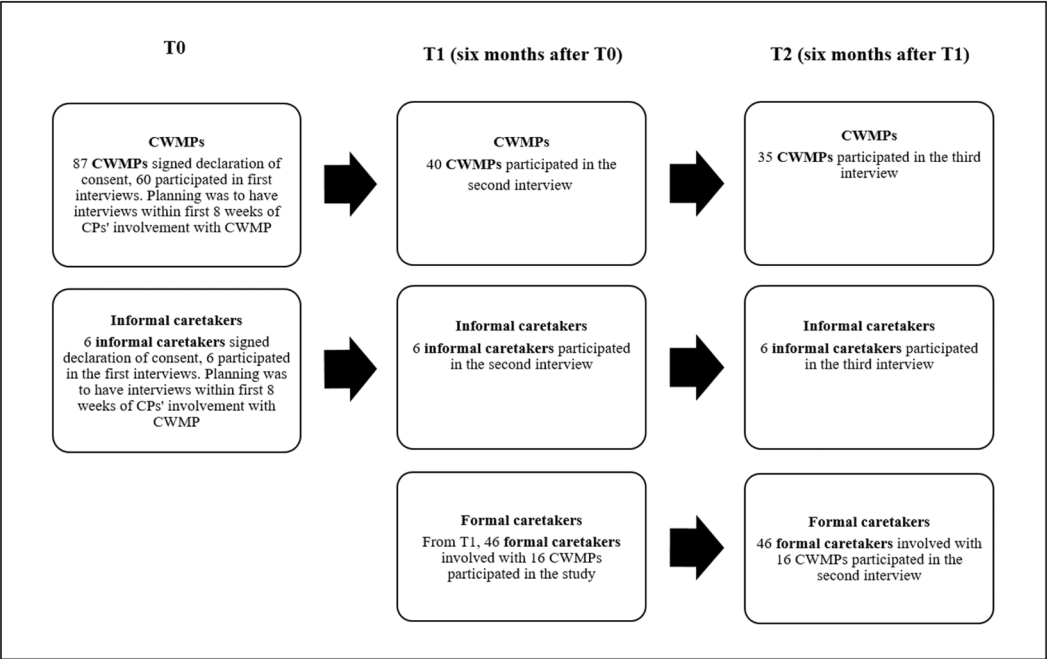 T0
T1 (six months after T0)
T2 (six months after T1)
CWMPs
87 CWMPs signed declaration of
consent, 60 participated in first
interviews. Planning was to have
interviews within first 8 weeks of
CPs' involvement with CWMP
CWMPs
40 CWMPs participated in the
second interview
CWMPs
35 CWMPs participated in the third
interview
Informal caretakers
6 informal caretakers signed
declaration of consent, 6 participated
in the first interviews. Planning was
to have interviews within first 8
weeks of CPs' involvement with
CWMP
Informal caretakers
6 informal caretakers participated
in the second interview
Informal caretakers
6 informal caretakers participated
in the third interview
Formal caretakers
From T1, 46 formal caretakers
involved with 16 CWMPs
participated in the study
Formal caretakers
46 formal caretakers involved with
16 CWMPs participated in the
second interview